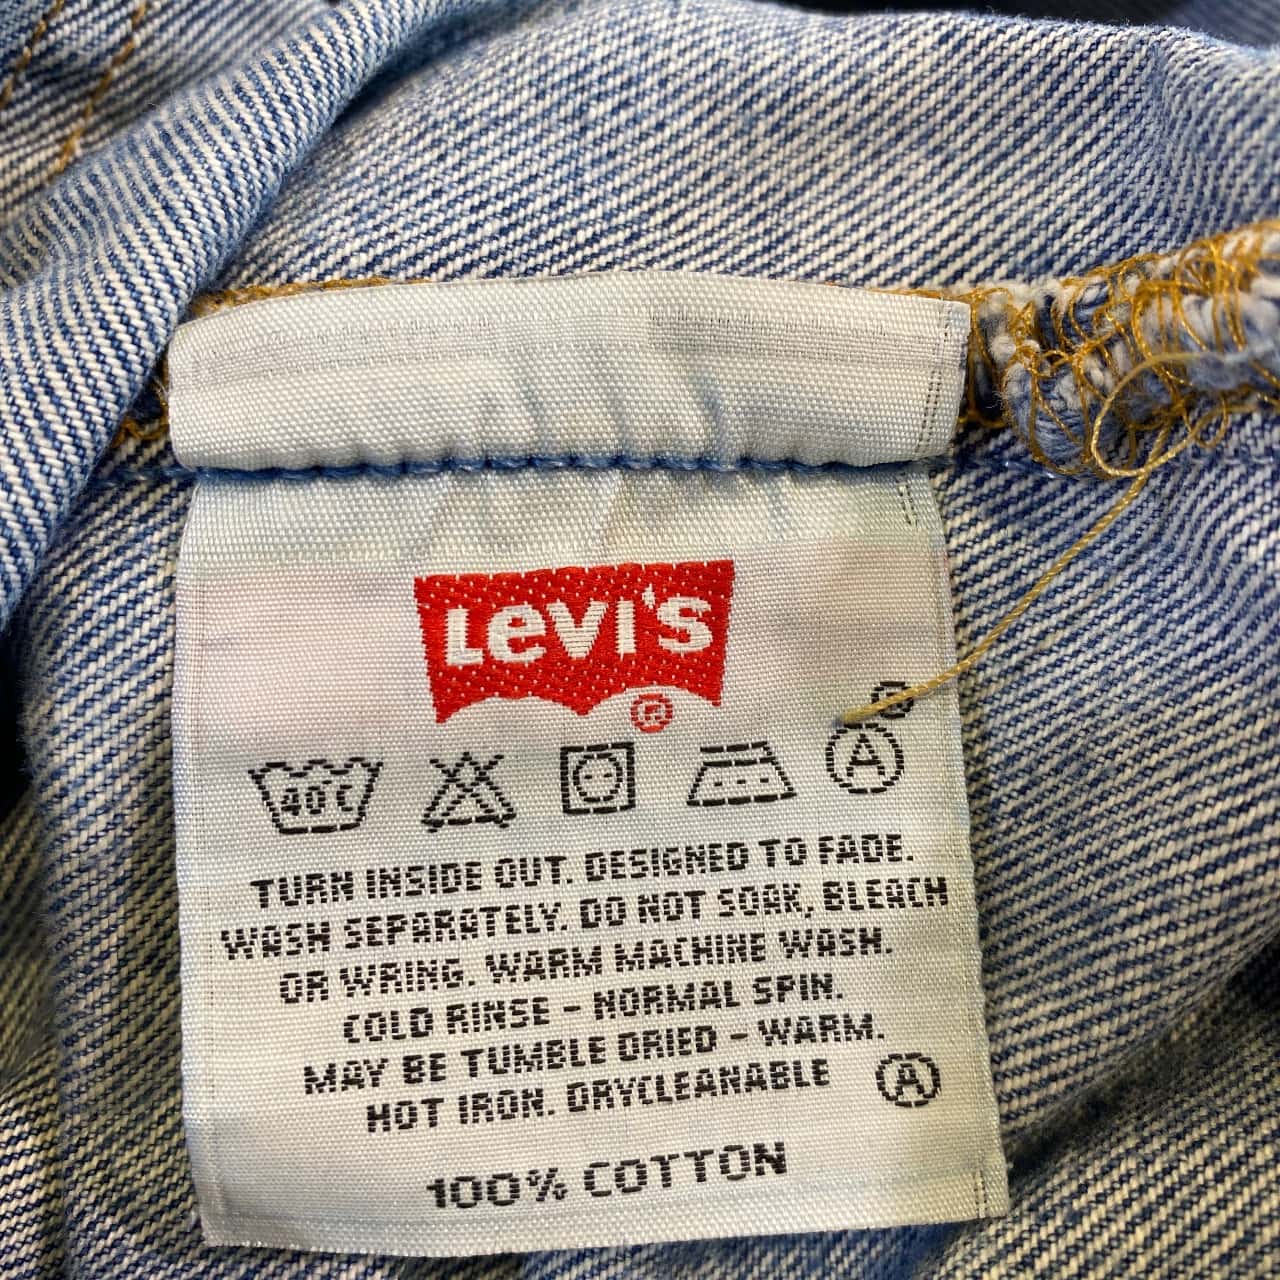 Levi's
®
40°C
A
TURN INSIDE OUT. DESIGNED TO FADE.
WASH SEPARATELY. DO NOT SOAK, BLEACH
OR WRING. WARM MACHINE WASH.
COLD RINSE - NORMAL SPIN.
MAY BE TUMBLE DRIED - WARM.
HOT IRON. DRYCLEANABLE A
100% COTTON